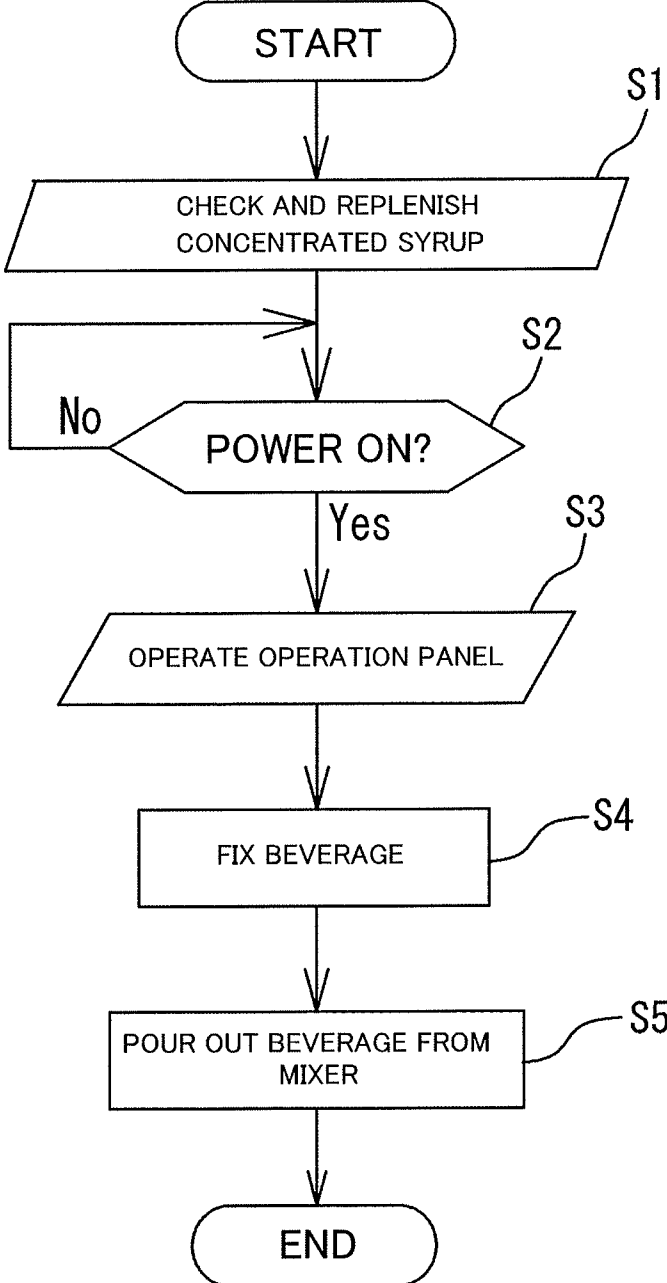 START
S1
CHECK AND REPLENISH
CONCENTRATED SYRUP
S2
No
POWER ON?
Yes
S3
OPERATE OPERATION PANEL
S4
FIX BEVERAGE
S5
POUR OUT BEVERAGE FROM
MIXER
END